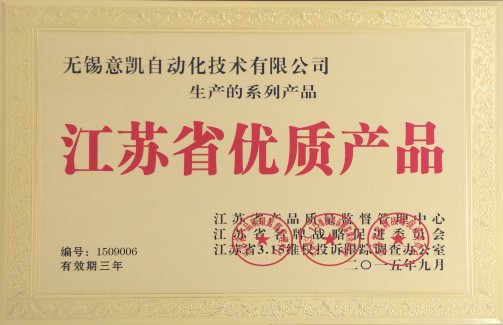 无锡意凯自动化技术有限公司
生产的系列产品
江苏省优质产品
江苏省产品质量监督管理中心
江苏省名牌战略促进委员会
江苏省3.15维权投诉跟踪调查办公室
编号：1509006
有效期三年
二〇一五年九月